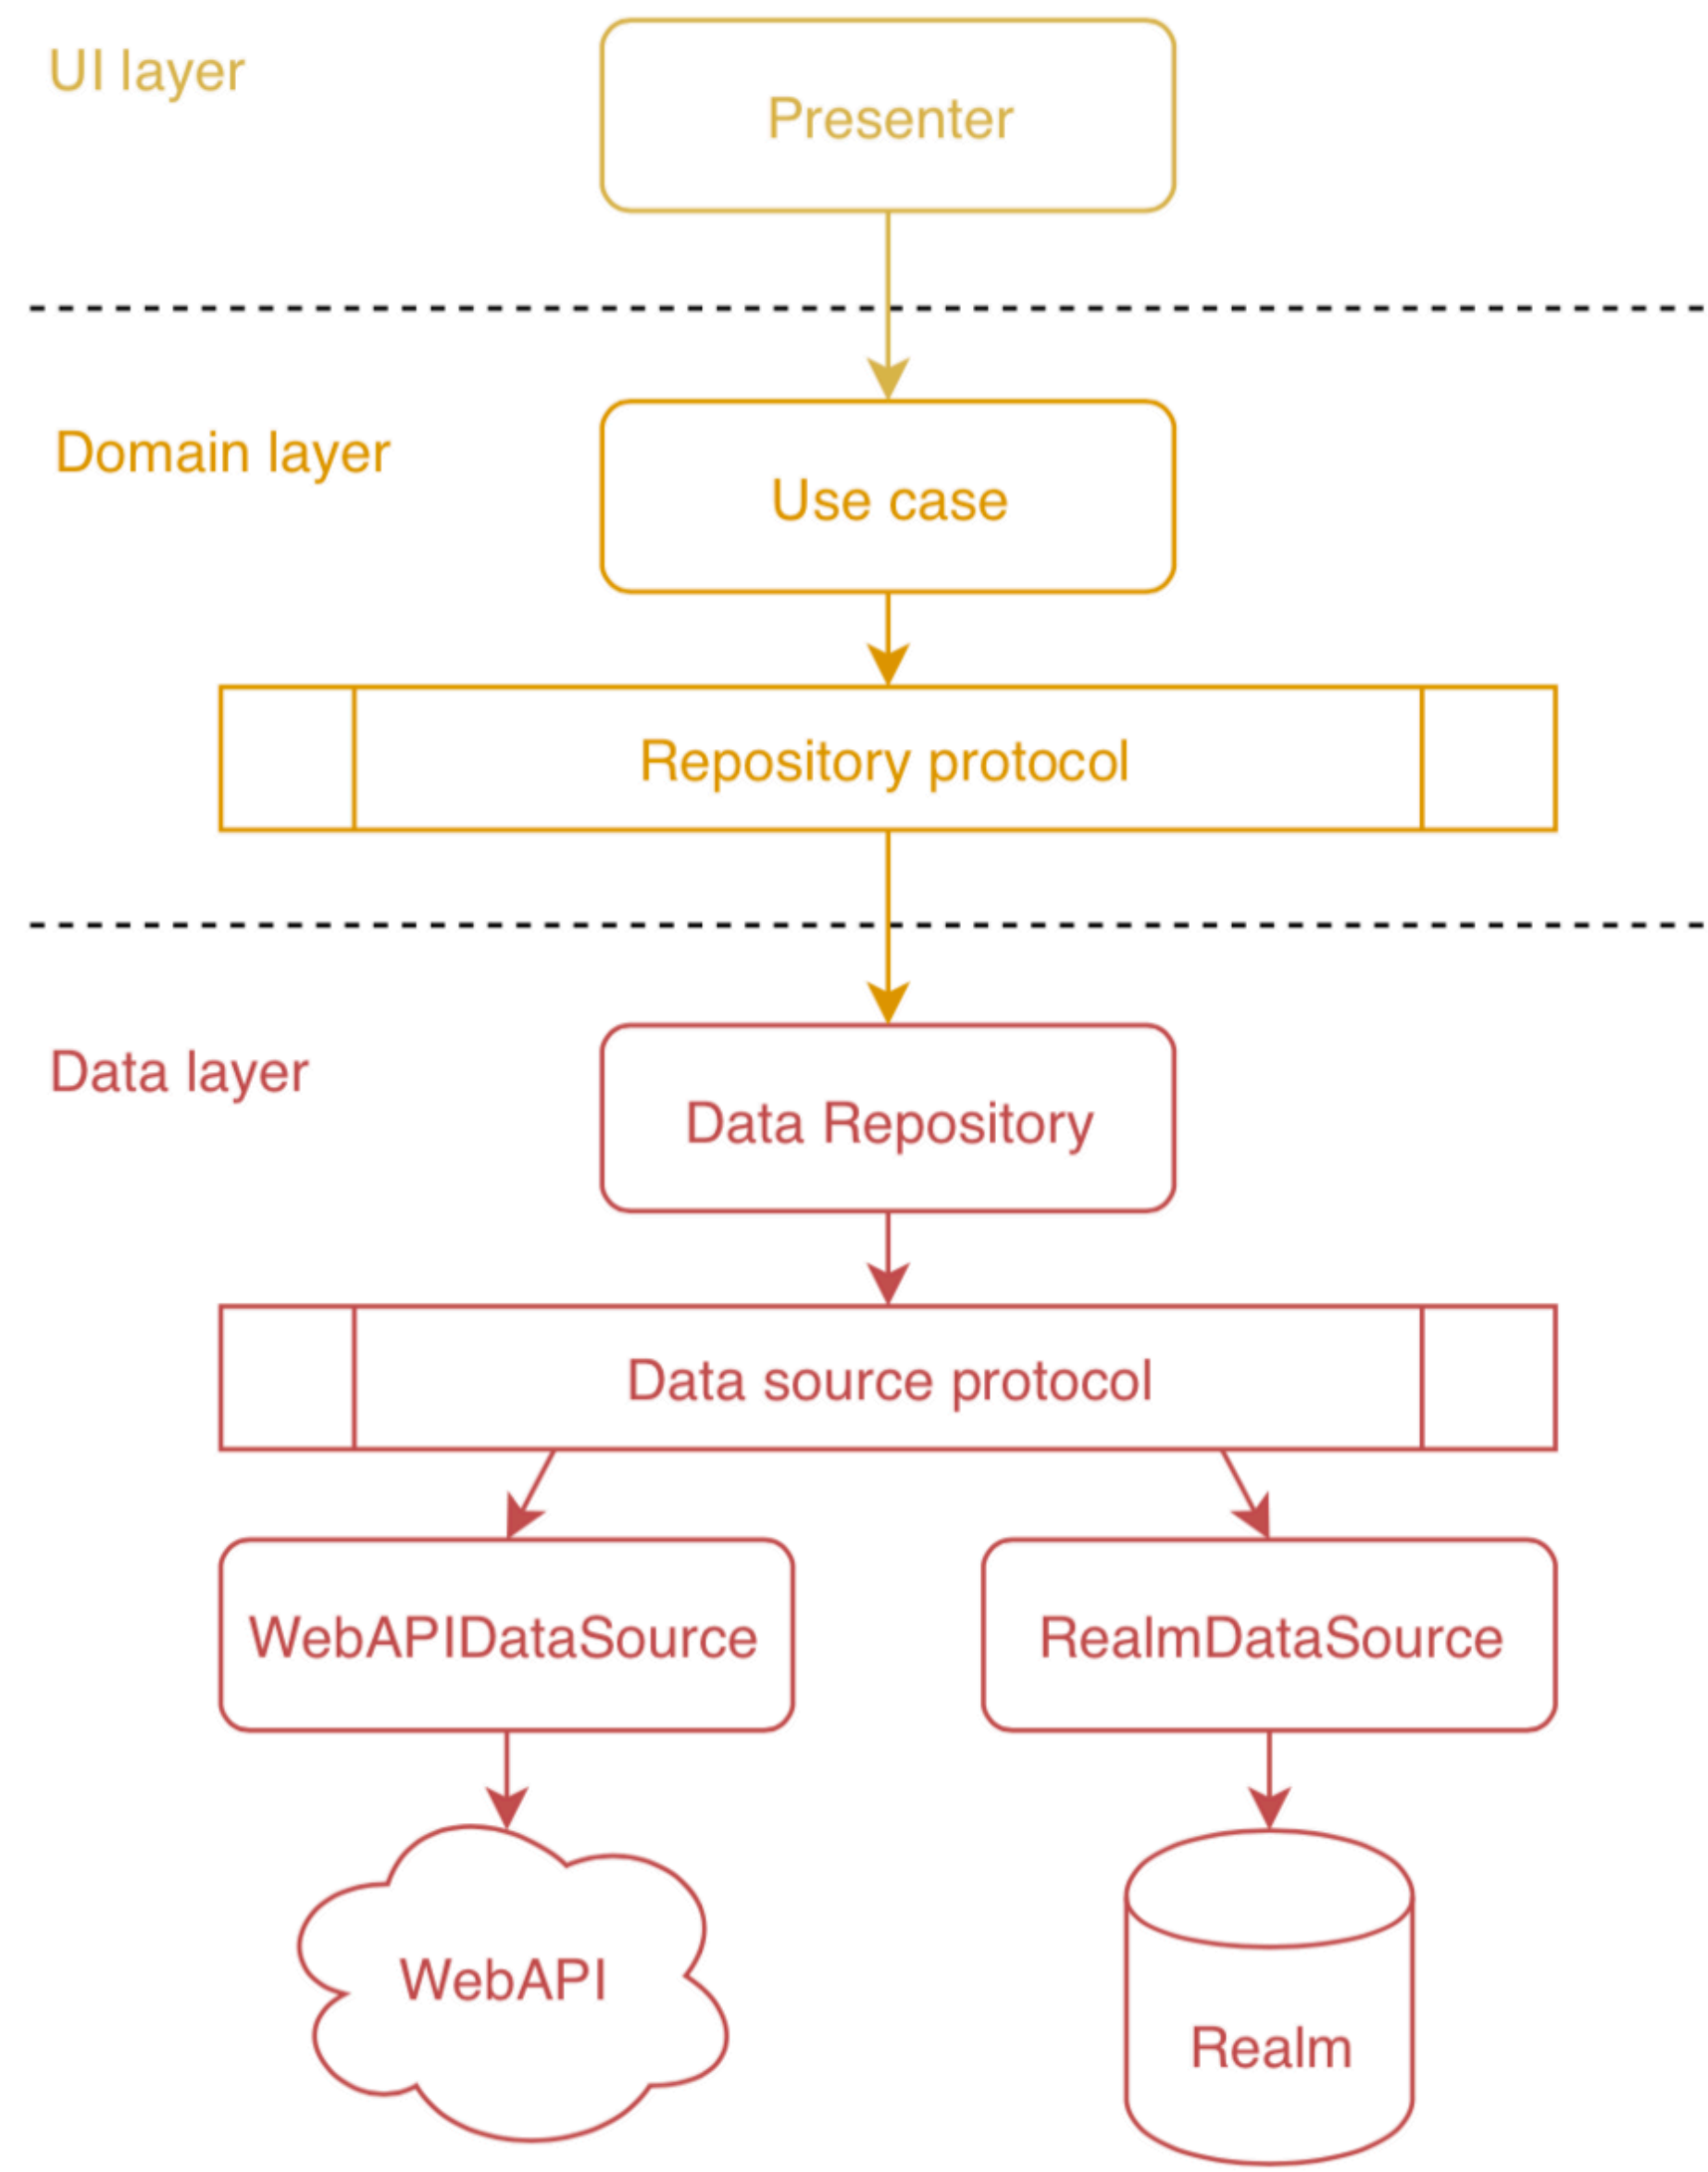 UI layer
Presenter
Domain layer
Use case
Repository protocol
Data layer
Data Repository
Data source protocol
WebAPIDataSource
RealmDataSource
WebAPI
Realm